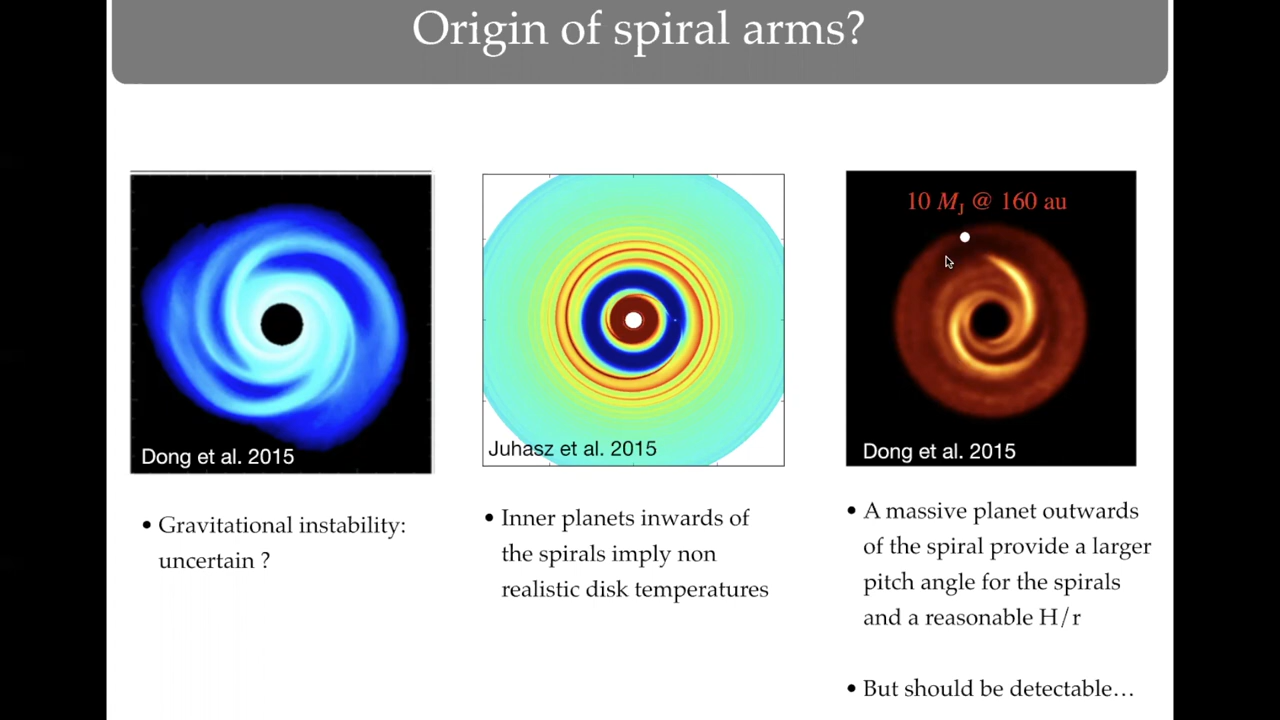 Origin of spiral arms?
Dong et al. 2015
• Gravitational instability:
uncertain ?
Juhasz et al. 2015
• Inner planets inwards of
the spirals imply non
realistic disk temperatures
10 M_J @ 160 au
Dong et al. 2015
• A massive planet outwards
of the spiral provide a larger
pitch angle for the spirals
and a reasonable H/r
• But should be detectable…